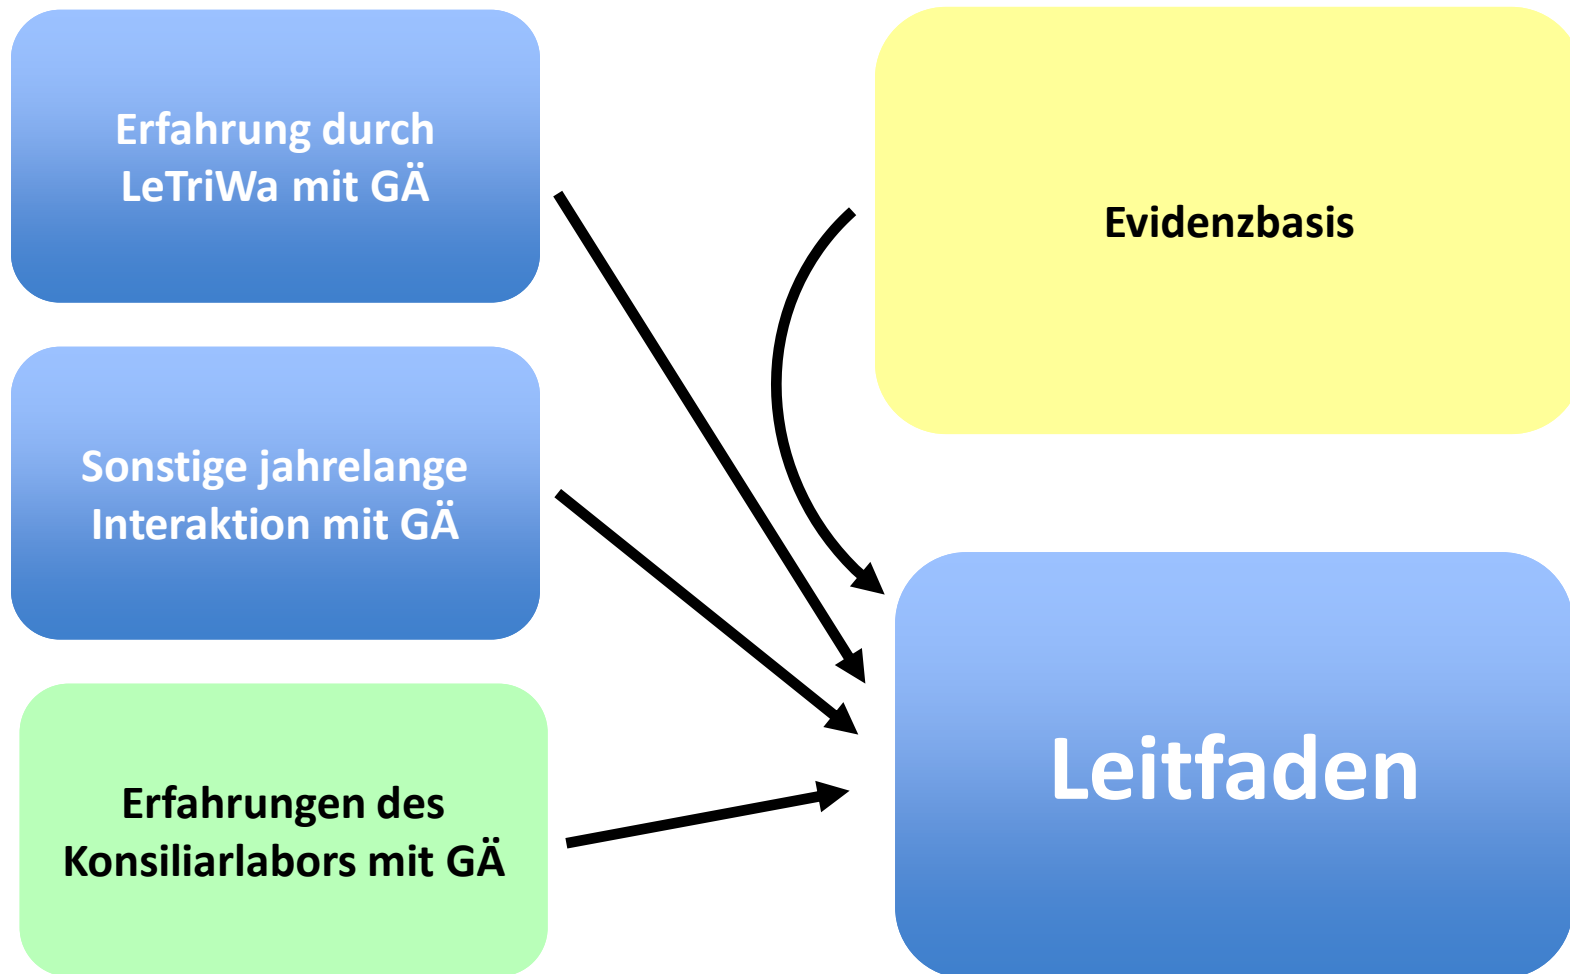 Erfahrung durch
LeTriWa mit GÄ
Sonstige jahrelange
Interaktion mit GÄ
Erfahrungen des
Konsiliarlabors mit GÄ
Evidenzbasis
Leitfaden